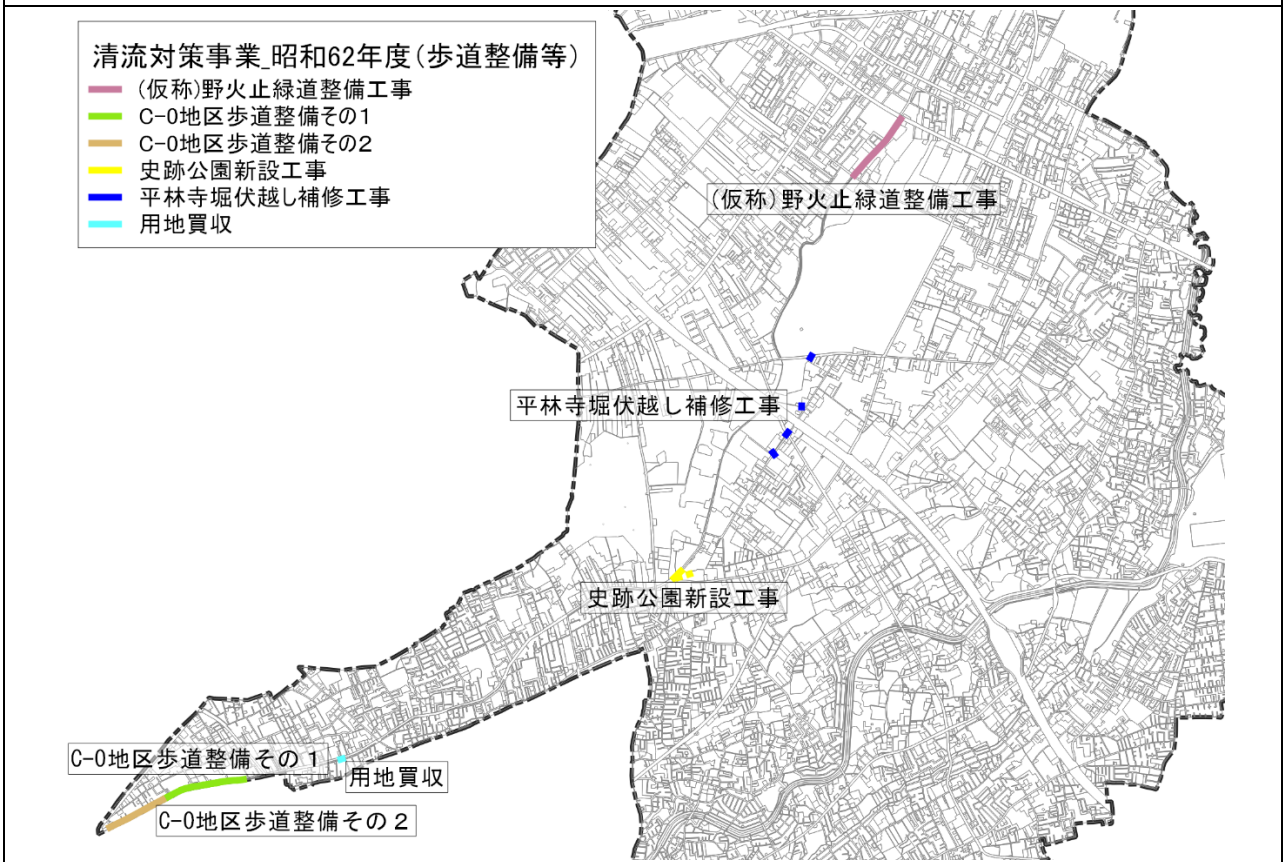 清流対策事業_昭和62年度(歩道整備等)
(仮称)野火止緑道整備工事
C-0地区歩道整備その1
C-0地区歩道整備その2
史跡公園新設工事
平林寺堀伏越し補修工事
用地買収
(仮称)野火止緑道整備工事
平林寺堀伏越し補修工事
史跡公園新設工事
C-0地区歩道整備その1
用地買収
C-0地区歩道整備その2